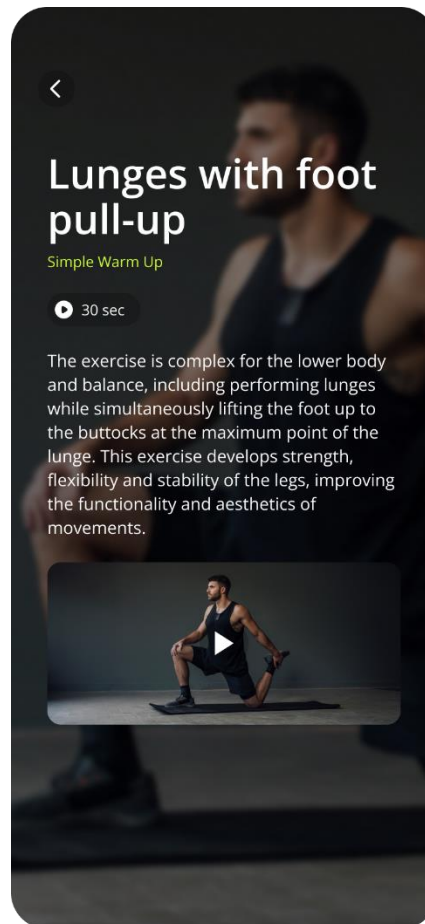 Lunges with foot
pull-up
Simple Warm Up
30 sec
The exercise is complex for the lower body
and balance, including performing lunges
while simultaneously lifting the foot up to
the buttocks at the maximum point of the
lunge. This exercise develops strength,
flexibility and stability of the legs, improving
the functionality and aesthetics of
movements.